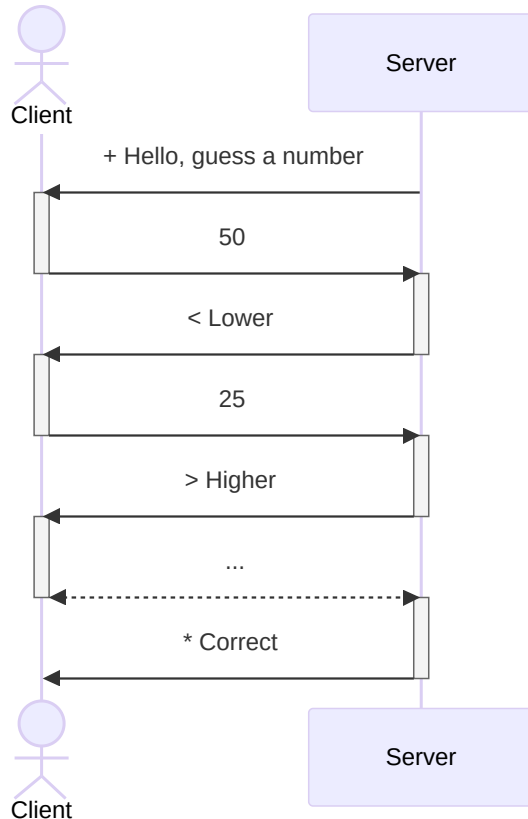 Client
Server
+ Hello, guess a number
50
< Lower
25
> Higher
...
* Correct
Client
Server